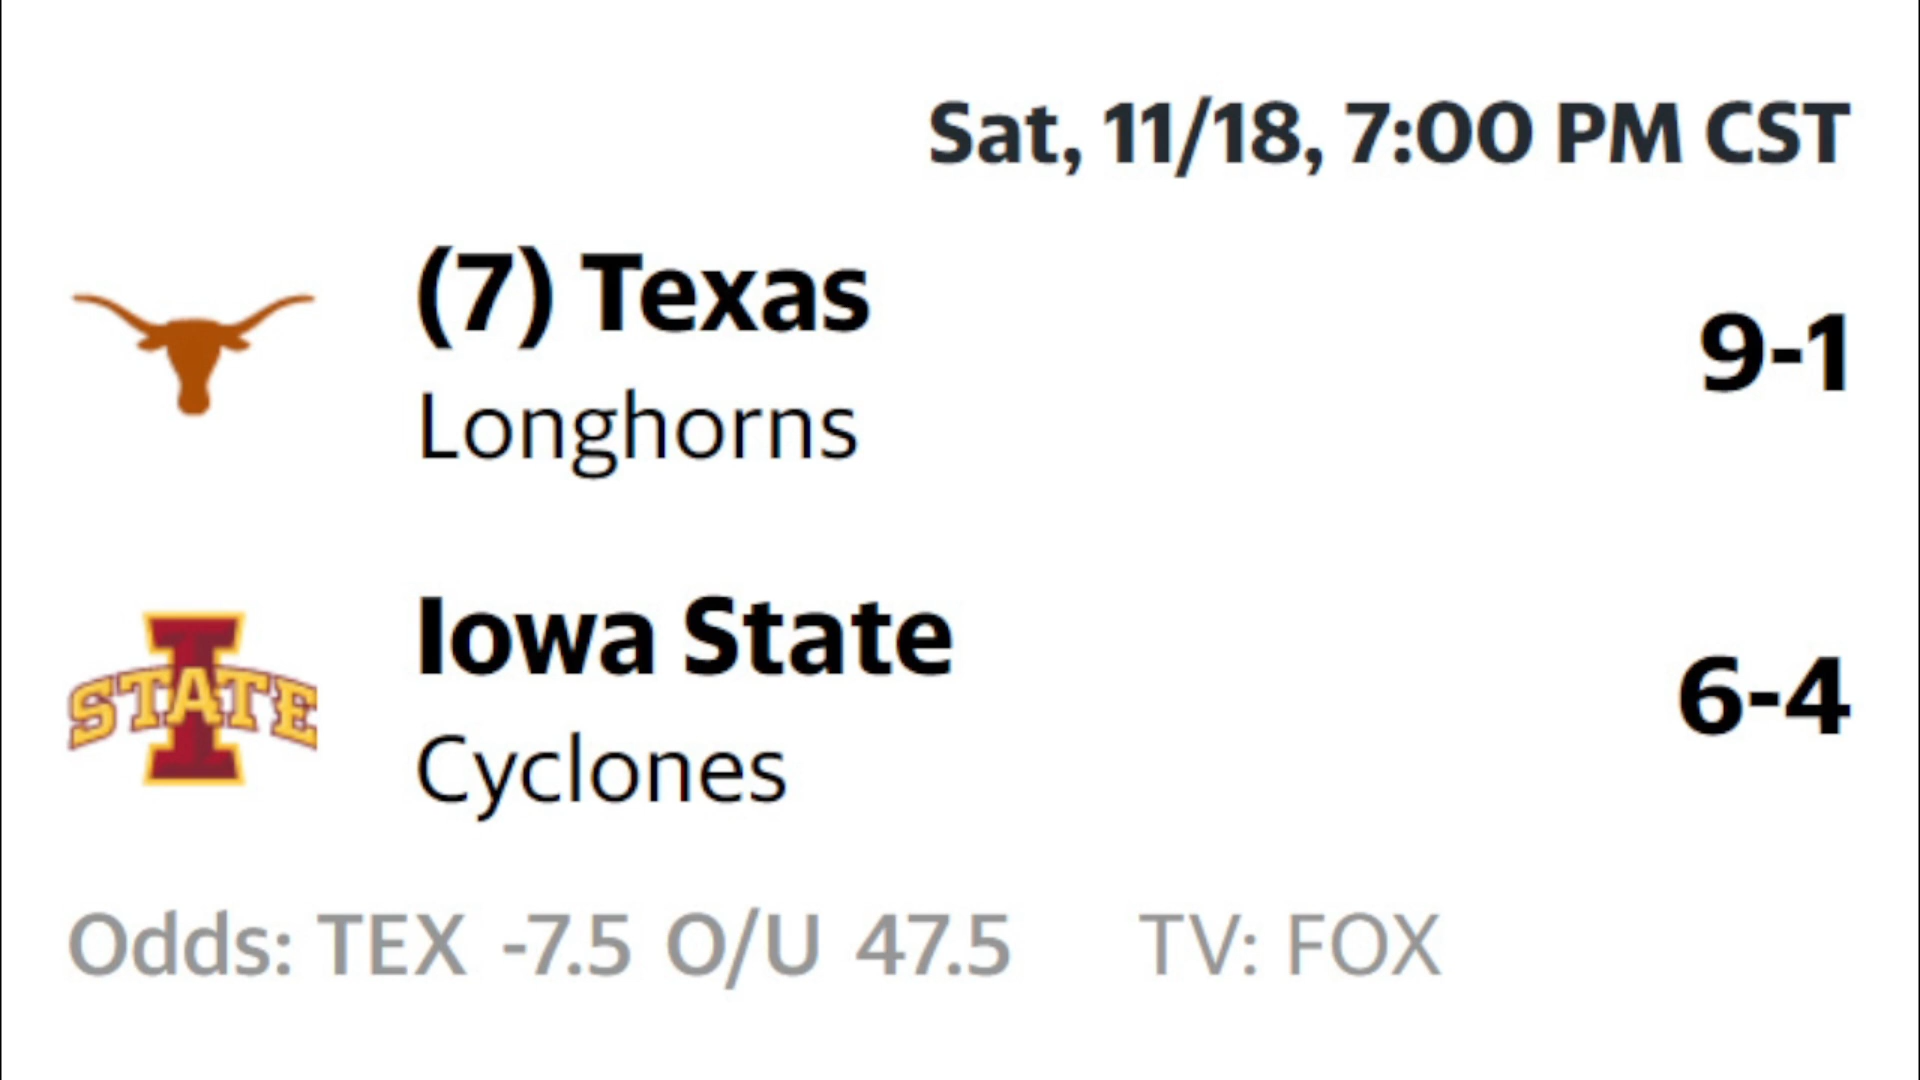 Sat, 11/18, 7:00 PM CST
(7) Texas
Longhorns
9-1
STATE
Iowa State
Cyclones
6-4
Odds: TEX -7.5 O/U 47.5 TV: FOX